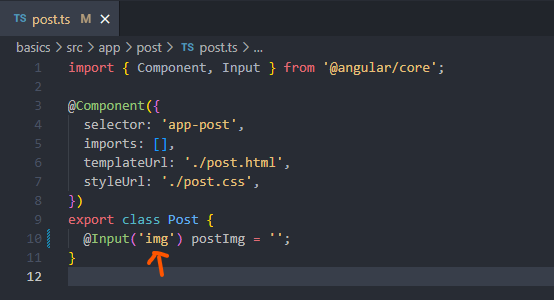 TS post.ts M ×
basics > src > app > post > TS post.ts > ...
1 import { Component, Input } from '@angular/core';
2
3 @Component({
4   selector: 'app-post',
5   imports: [],
6   templateUrl: './post.html',
7   styleUrl: './post.css',
8 })
9 export class Post {
10   @Input('img') postImg = '';
11 }
12